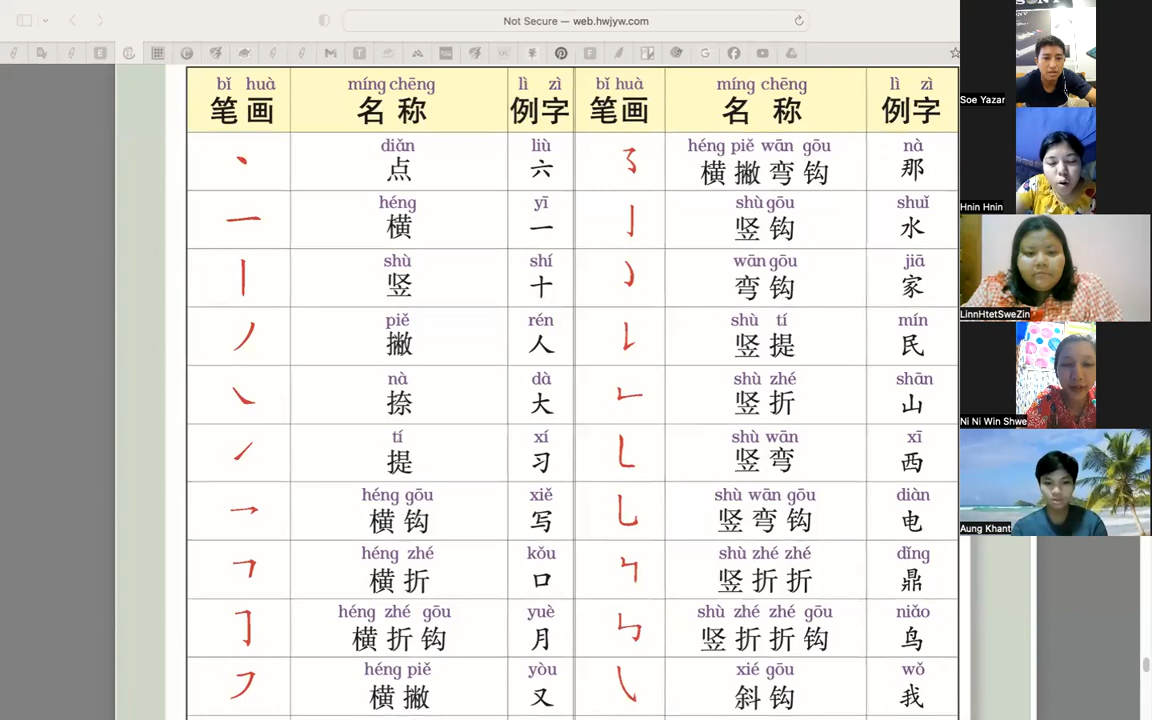 Not Secure — web.hwjyw.com
bǐ huà míng chēng lì zì bǐ huà míng chēng lì zì
笔画 名称 例字 笔画 名称 例字
diǎn liù héng piě wān gōu nà
点 六 横撇弯钩 那
héng yī shù gōu shuǐ
横 一 竖钩 水
shù shí wān gōu jiā
竖 十 弯钩 家
piě rén shù tí mín
撇 人 竖提 民
nà dà shù zhé shān
捺 大 竖折 山
tí xí shù wān xī
提 习 竖弯 西
héng gōu xiě shù wān gōu diàn
横钩 写 竖弯钩 电
héng zhé kǒu shù zhé zhé dǐng
横折 口 竖折折 鼎
héng zhé gōu yuè shù zhé zhé gōu niǎo
横折钩 月 竖折折钩 鸟
héng piě yòu xié gōu wǒ
横撇 又 斜钩 我
Soe Yazar
Hnin Hnin
LinnHtetSweZin
Ni Ni Win Shwe
Aung Khant